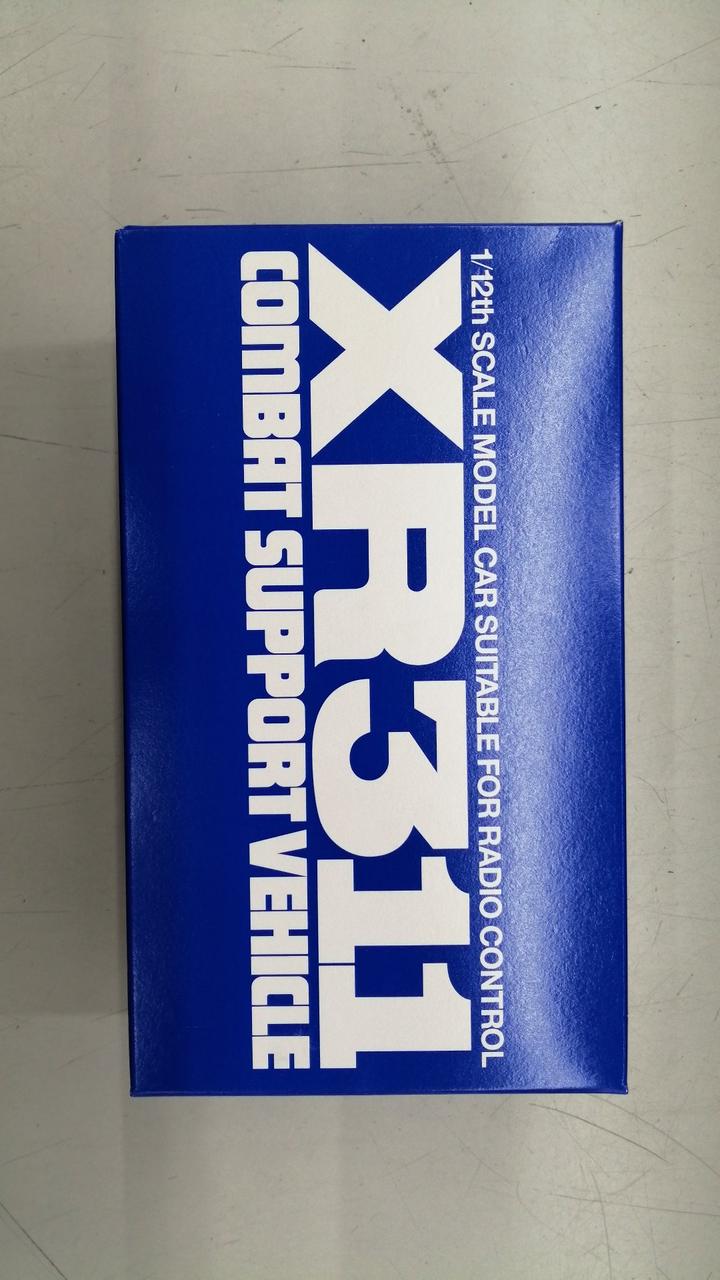 1/12th SCALE MODEL CAR SUITABLE FOR RADIO CONTROL
XR311
COMBAT SUPPORT VEHICLE